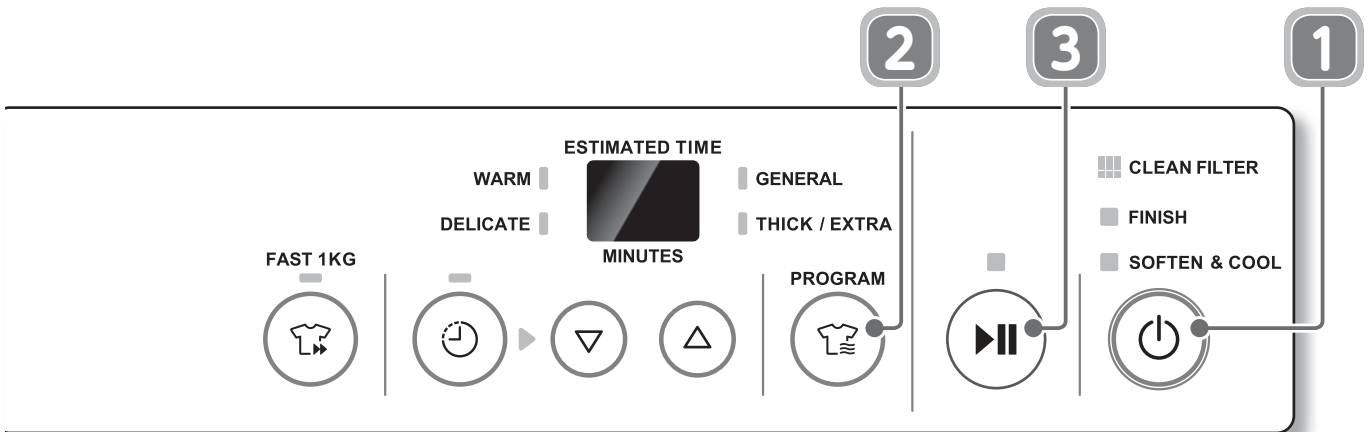 2 3 1
ESTIMATED TIME
WARM
GENERAL
CLEAN FILTER
DELICATE
THICK / EXTRA
FINISH
MINUTES
FAST 1KG
PROGRAM
SOFTEN & COOL